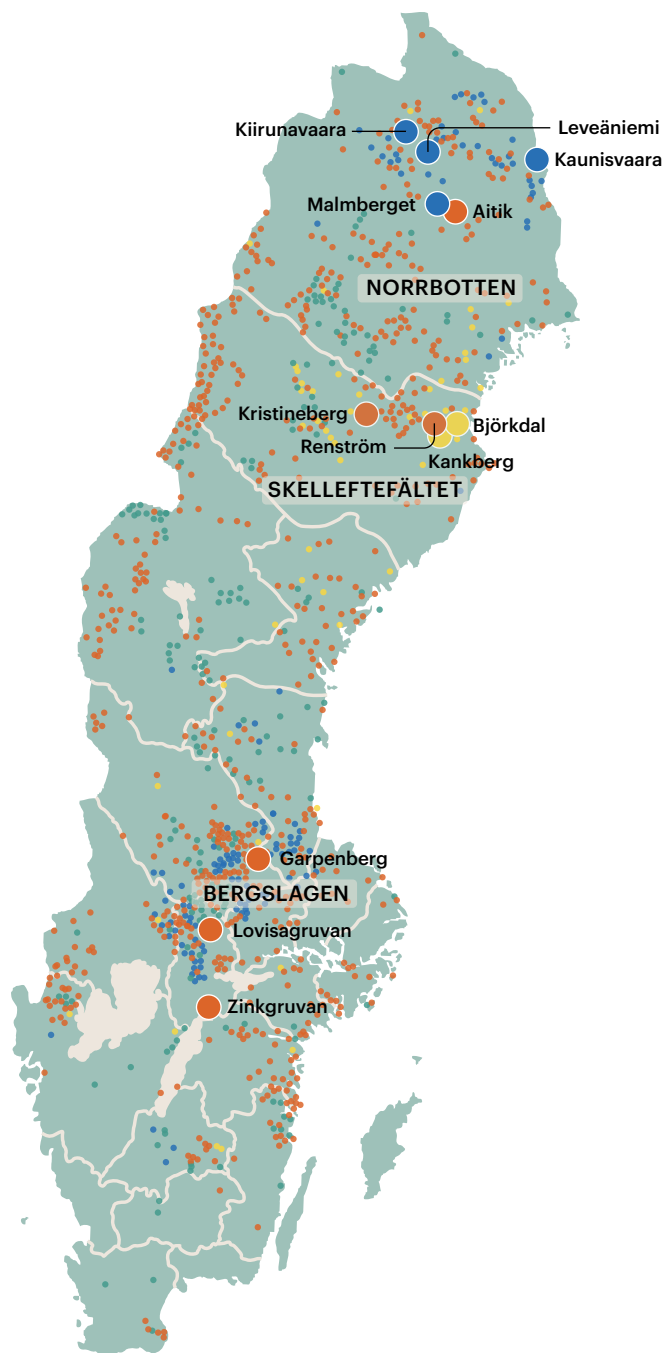 Kiirunavaara
Leveäniemi
Kaunisvaara
Malmberget
Aitik
NORRBOTTEN
Kristineberg
Björkdal
Renström
Kankberg
SKELLEFTEFÄLTET
Garpenberg
BERGSLAGEN
Lovisagruvan
Zinkgruvan